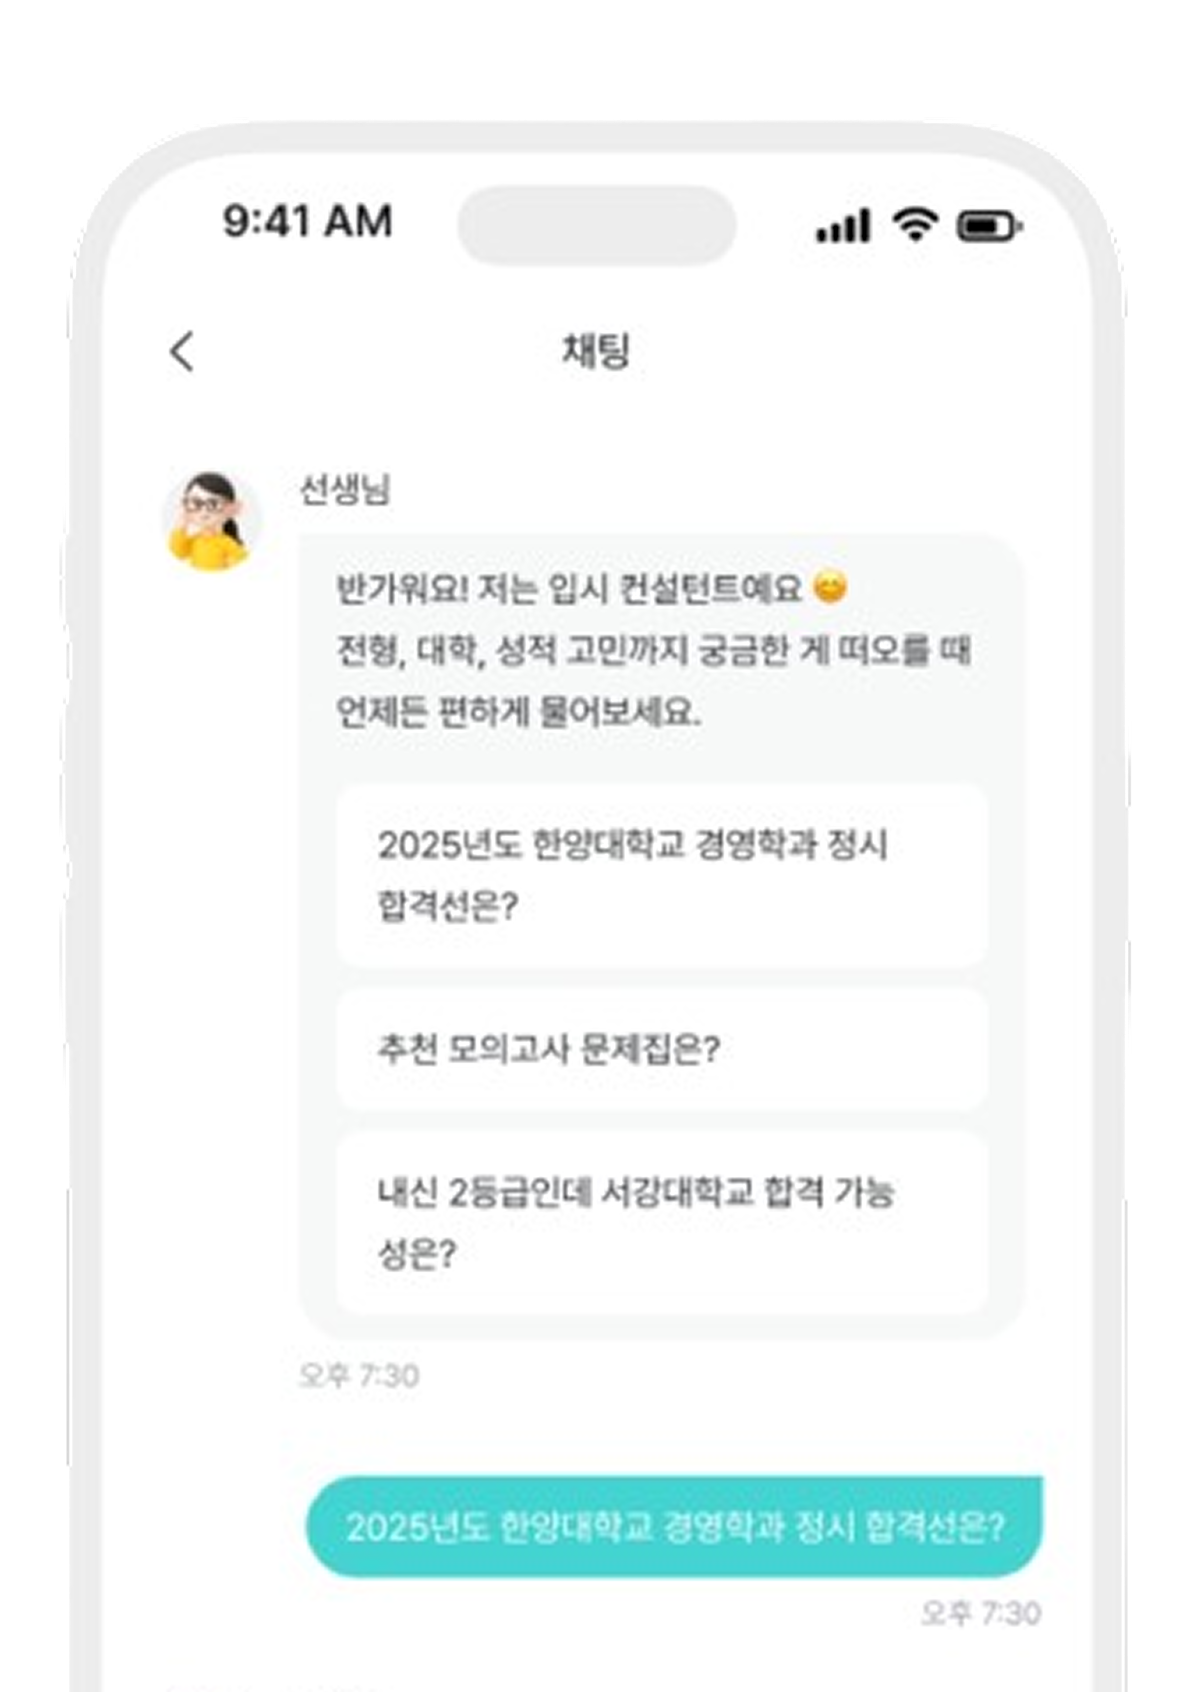 9:41 AM
채팅
선생님
반가워요! 저는 입시 컨설턴트예요 😊
전형, 대학, 성적 고민까지 궁금한 게 떠오를 때
언제든 편하게 물어보세요.
2025년도 한양대학교 경영학과 정시
합격선은?
추천 모의고사 문제집은?
내신 2등급인데 서강대학교 합격 가능
성은?
오후 7:30
2025년도 한양대학교 경영학과 정시 합격선은?
오후 7:30